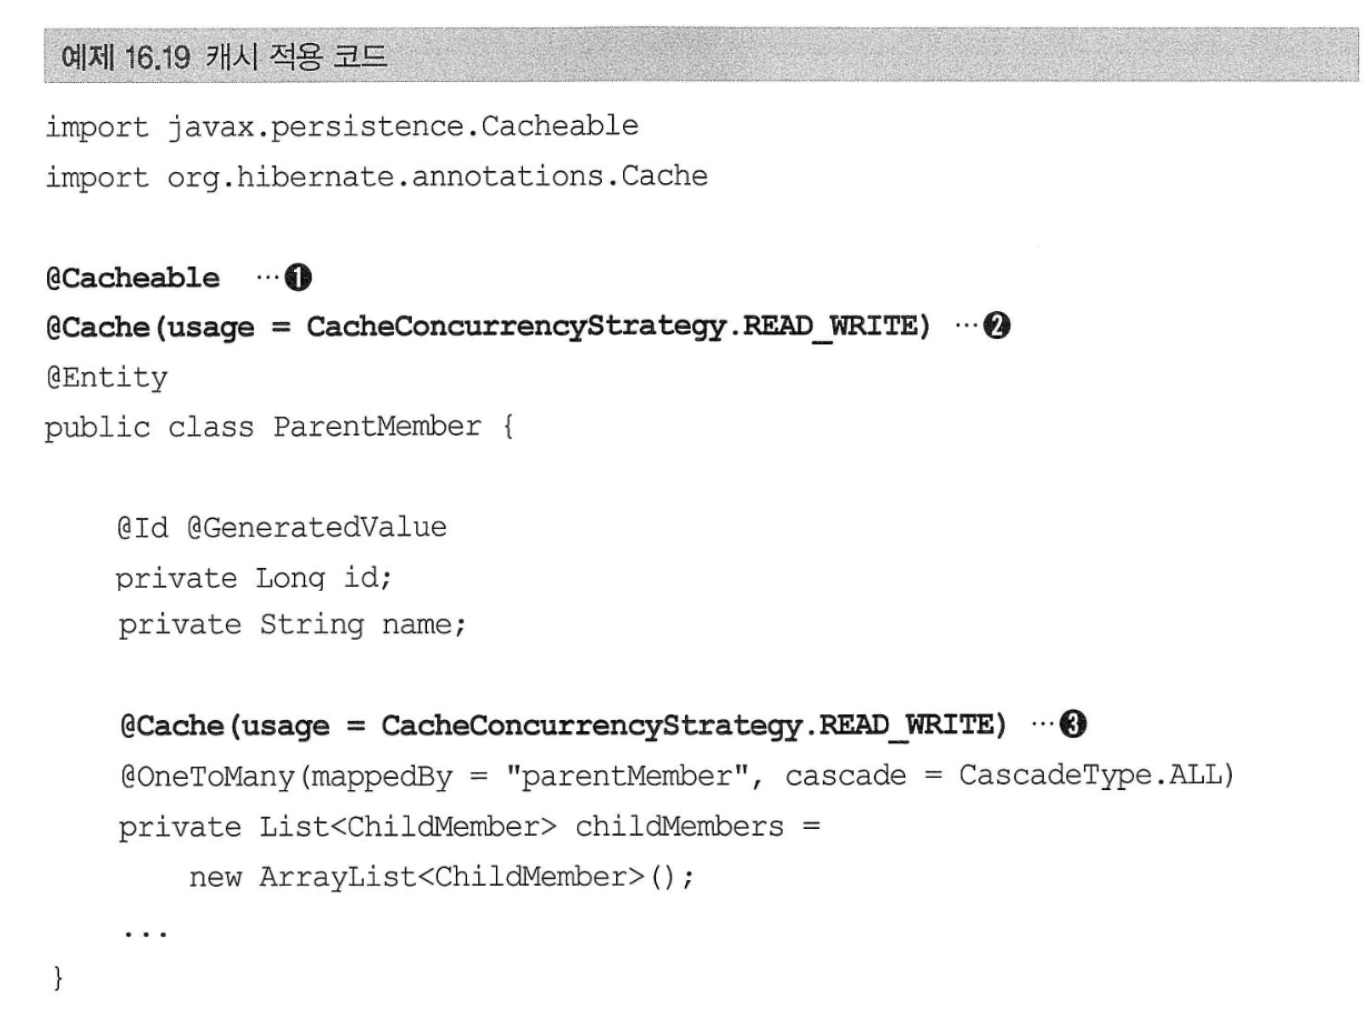 예제 16.19 캐시 적용 코드
import javax.persistence.Cacheable
import org.hibernate.annotations.Cache
@Cacheable …❶
@Cache(usage = CacheConcurrencyStrategy.READ_WRITE) …❷
@Entity
public class ParentMember {
@Id @GeneratedValue
private Long id;
private String name;
@Cache(usage = CacheConcurrencyStrategy.READ_WRITE) …❸
@OneToMany(mappedBy = "parentMember", cascade = CascadeType.ALL)
private List<ChildMember> childMembers =
new ArrayList<ChildMember>();
...
}